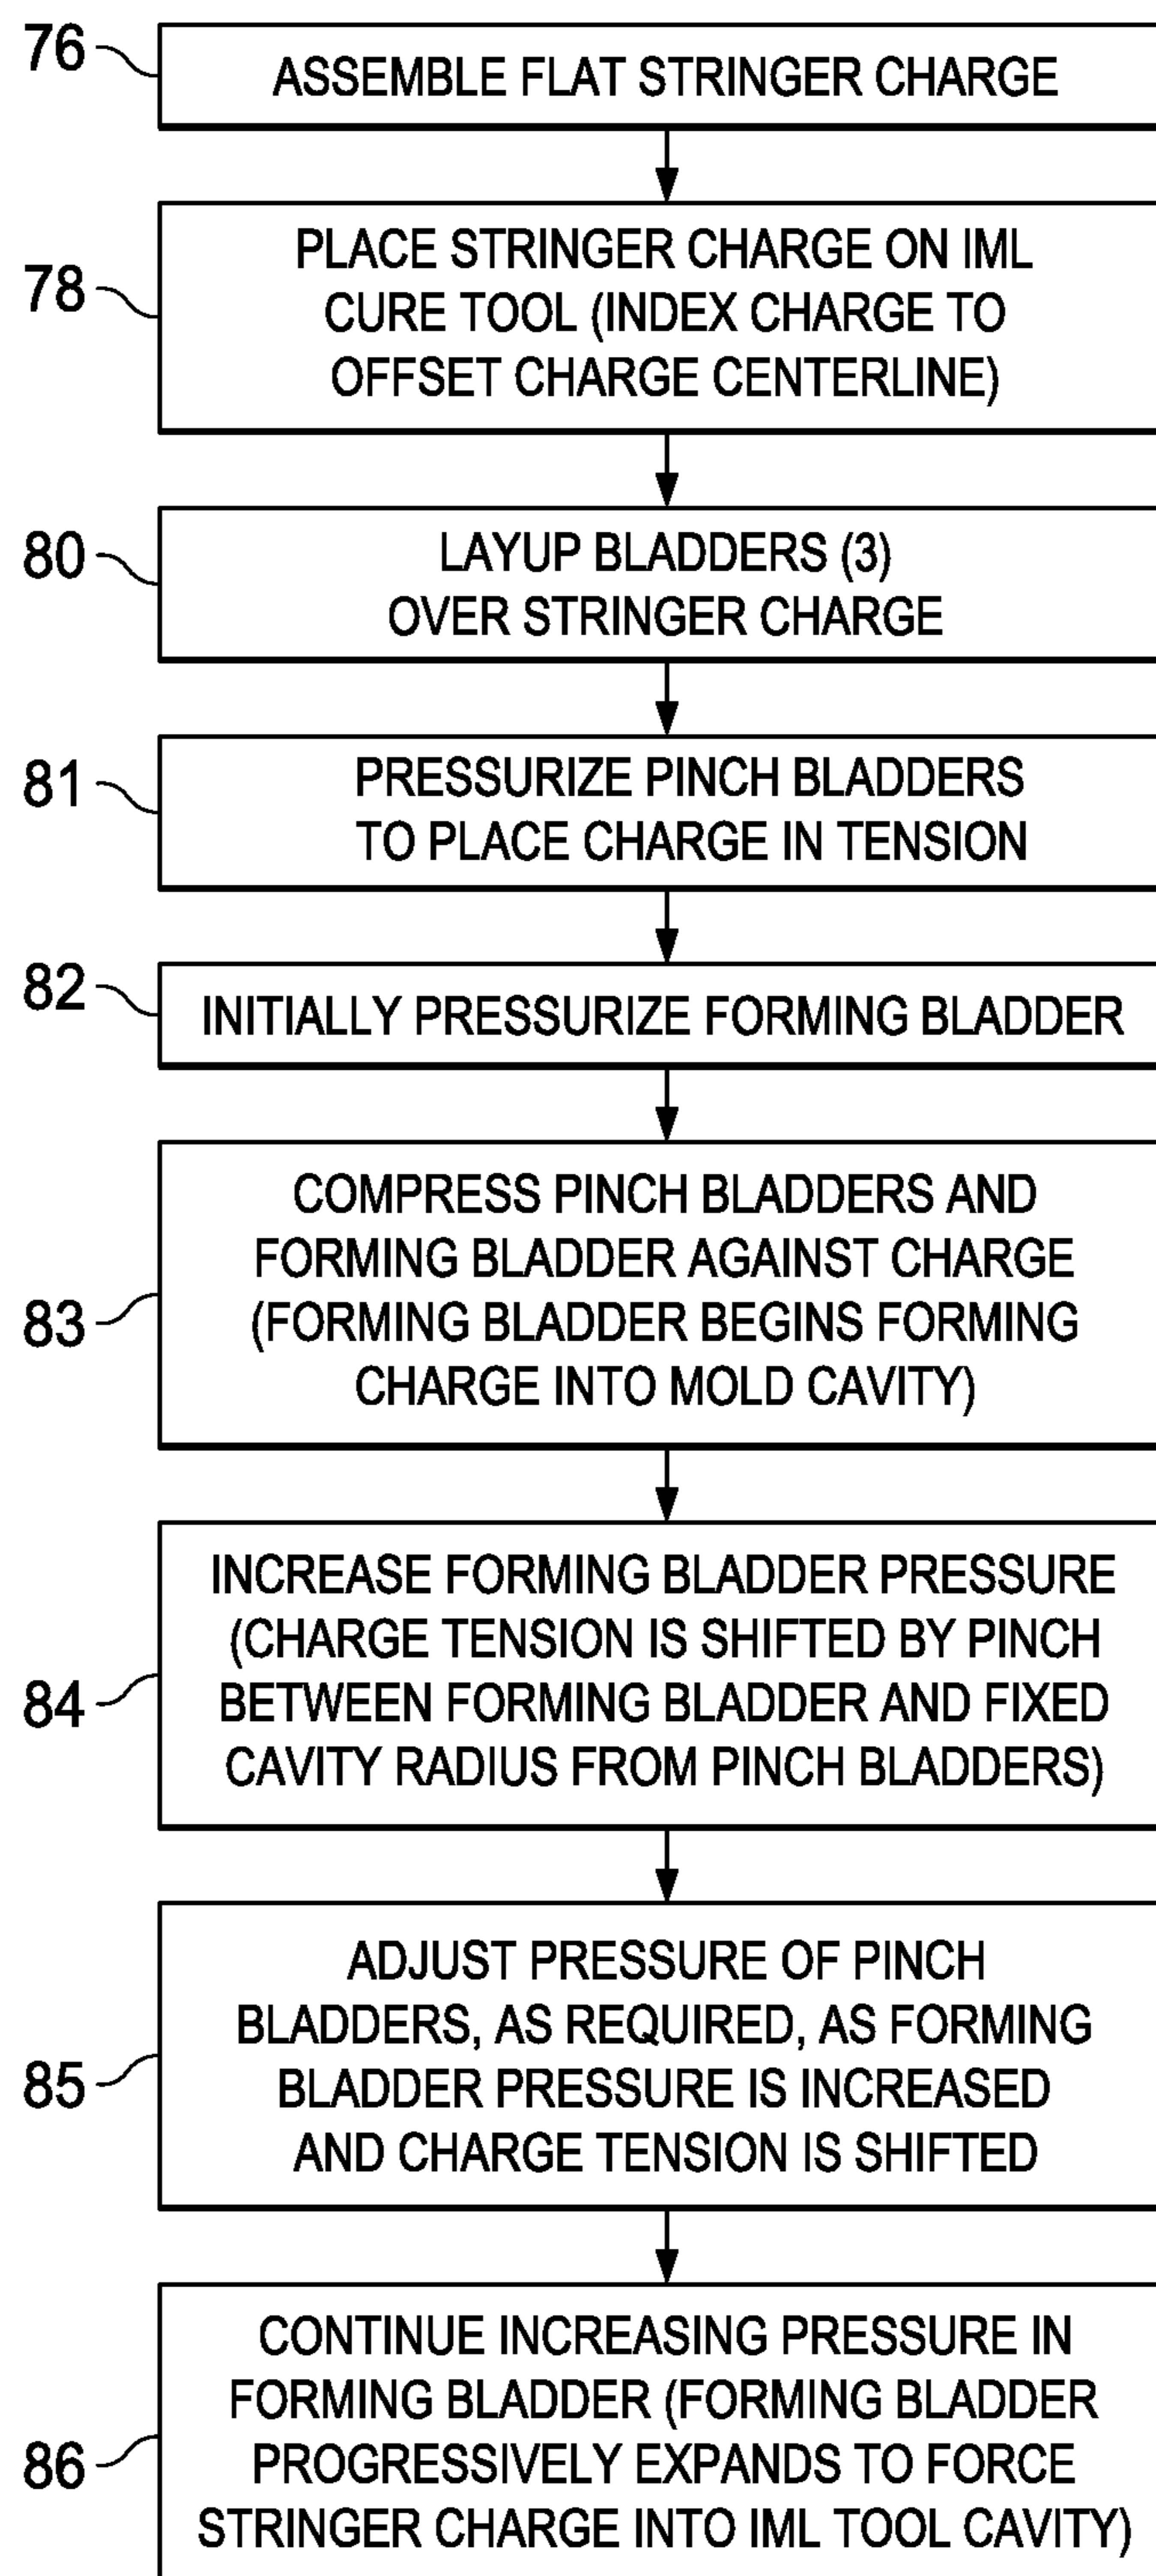 76
ASSEMBLE FLAT STRINGER CHARGE
78
PLACE STRINGER CHARGE ON IML
CURE TOOL (INDEX CHARGE TO
OFFSET CHARGE CENTERLINE)
80
LAYUP BLADDERS (3)
OVER STRINGER CHARGE
81
PRESSURIZE PINCH BLADDERS
TO PLACE CHARGE IN TENSION
82
INITIALLY PRESSURIZE FORMING BLADDER
83
COMPRESS PINCH BLADDERS AND
FORMING BLADDER AGAINST CHARGE
(FORMING BLADDER BEGINS FORMING
CHARGE INTO MOLD CAVITY)
84
INCREASE FORMING BLADDER PRESSURE
(CHARGE TENSION IS SHIFTED BY PINCH
BETWEEN FORMING BLADDER AND FIXED
CAVITY RADIUS FROM PINCH BLADDERS)
85
ADJUST PRESSURE OF PINCH
BLADDERS, AS REQUIRED, AS FORMING
BLADDER PRESSURE IS INCREASED
AND CHARGE TENSION IS SHIFTED
86
CONTINUE INCREASING PRESSURE IN
FORMING BLADDER (FORMING BLADDER
PROGRESSIVELY EXPANDS TO FORCE
STRINGER CHARGE INTO IML TOOL CAVITY)